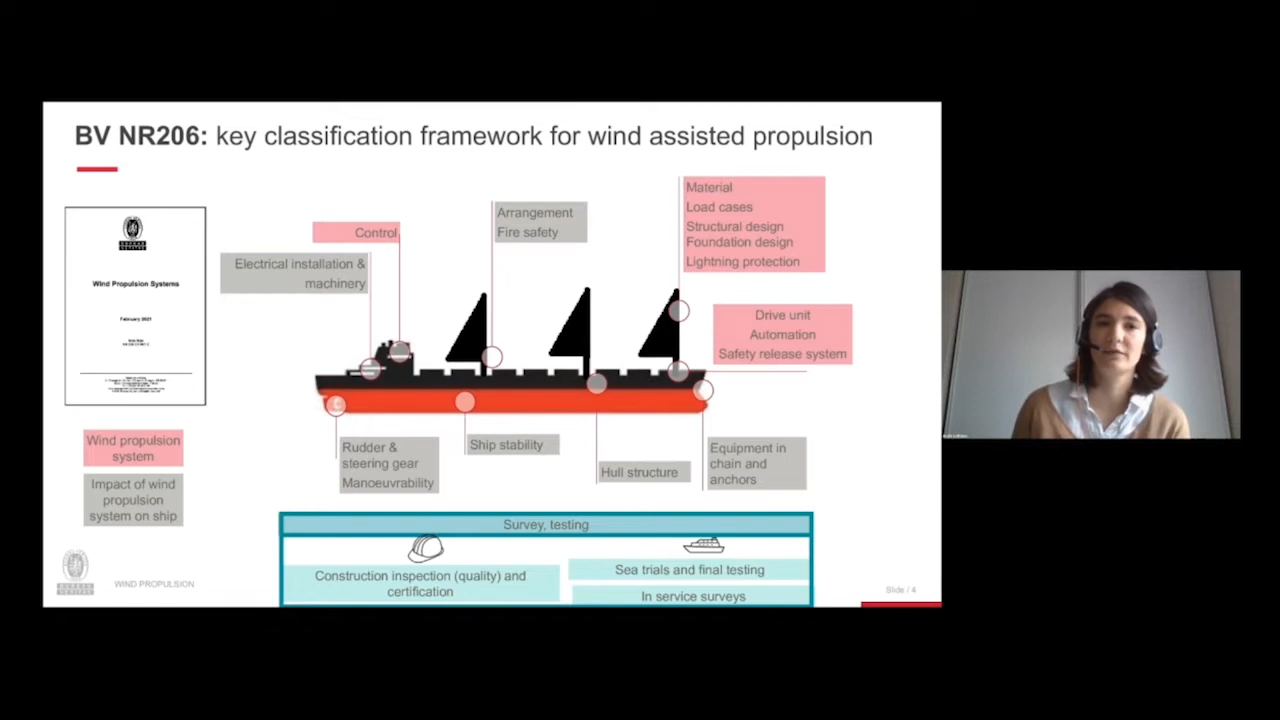 BV NR206: key classification framework for wind assisted propulsion
BUREAU
VERITAS
Wind Propulsion Systems
February 2021
Wind propulsion
system
Impact of wind
propulsion
system on ship
Control
Electrical installation &
machinery
Arrangement
Fire safety
Material
Load cases
Structural design
Foundation design
Lightning protection
Drive unit
Automation
Safety release system
Rudder &
steering gear
Manoeuvrability
Ship stability
Hull structure
Equipment in
chain and
anchors
Survey, testing
Construction inspection (quality) and
certification
Sea trials and final testing
In service surveys
BUREAU
VERITAS
WIND PROPULSION
Slide / 4